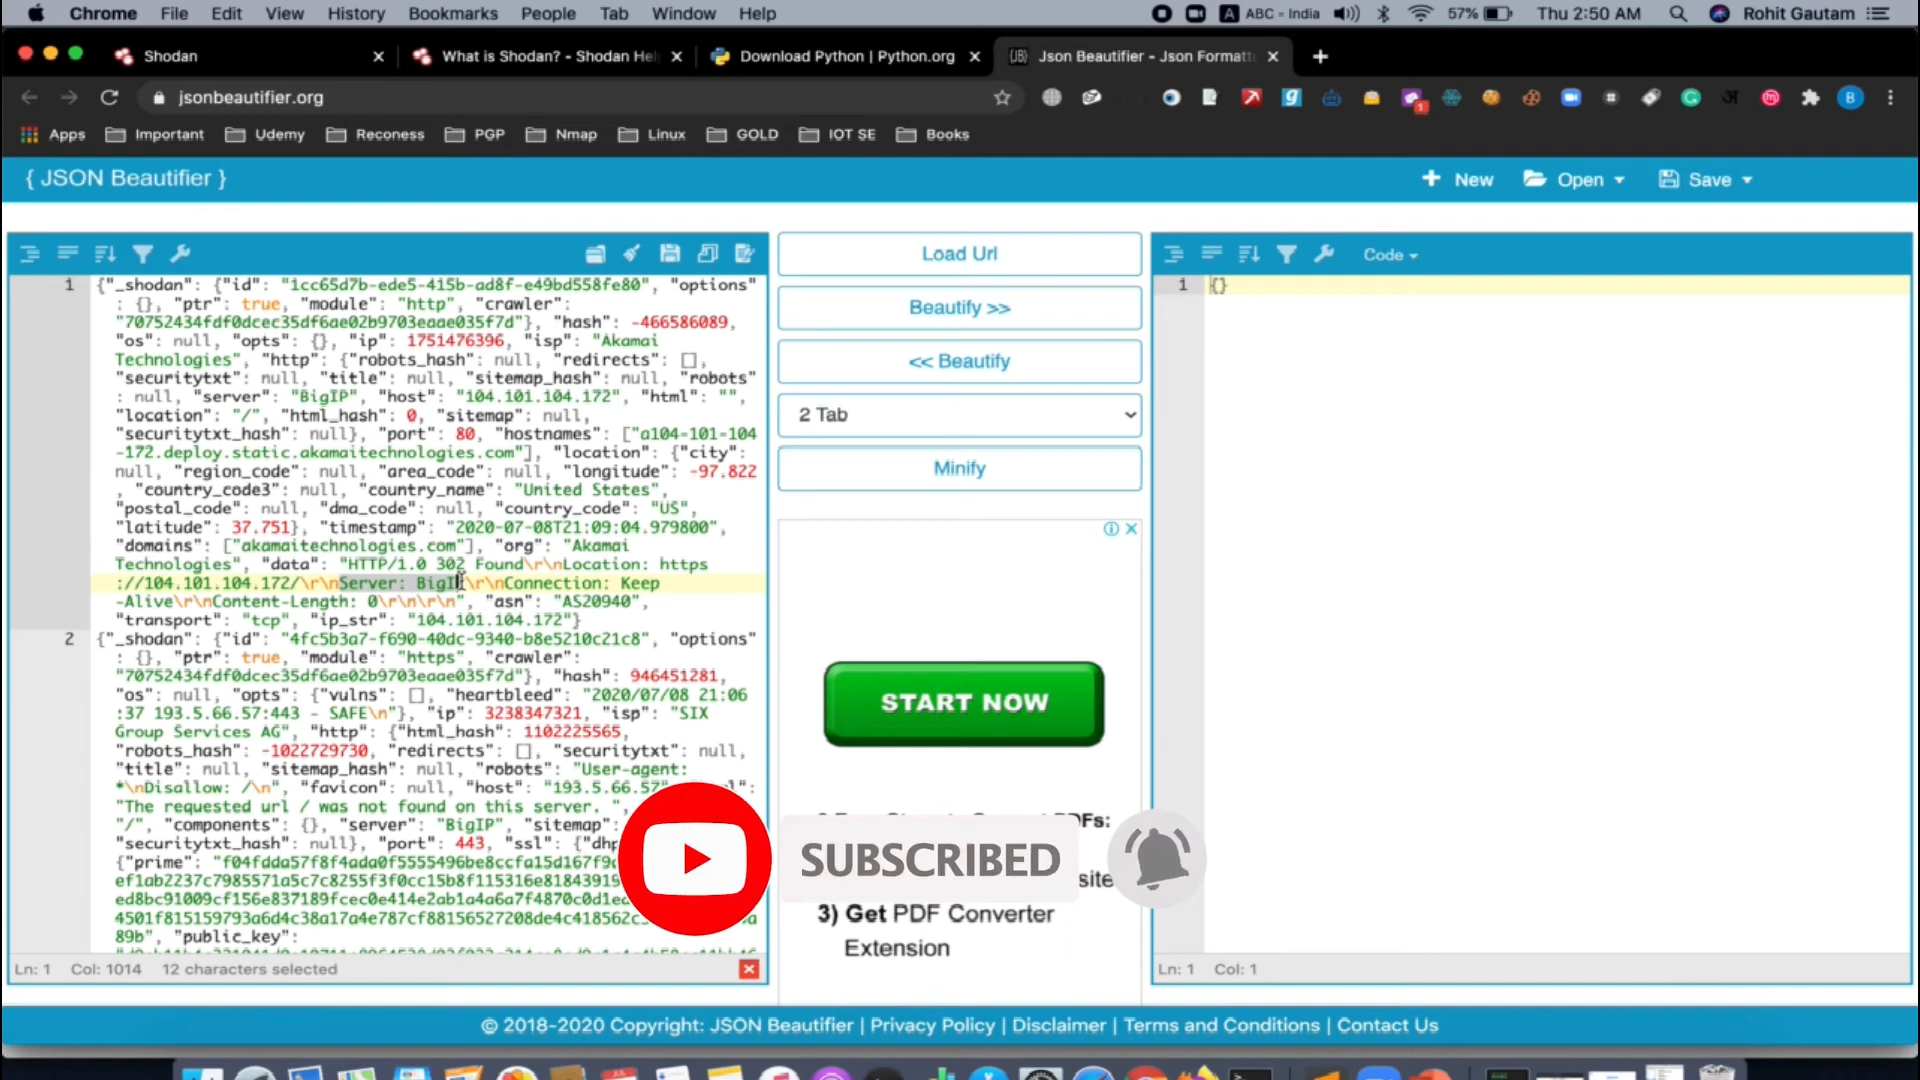 Chrome File Edit View History Bookmarks People Tab Window Help A ABC - India 57% Thu 2:50 AM Rohit Gautam
Shodan What is Shodan? - Shodan Hel Download Python | Python.org {JB} Json Beautifier - Json Formatt
jsonbeautifier.org
Apps Important Udemy Reconess PGP Nmap Linux GOLD IOT SE Books
{ JSON Beautifier }
New Open Save
Code
1
{"_shodan": {"id": "1cc65d7b-ede5-415b-ad8f-e49bd558fe80", "options"
: {}, "ptr": true, "module": "http", "crawler":
"70752434fdf0dcec35df6ae02b9703eaae035f7d"}, "hash": -466586089,
"os": null, "opts": {}, "ip": 1751476396, "isp": "Akamai
Technologies", "http": {"robots_hash": null, "redirects": [],
"securitytxt": null, "title": null, "sitemap_hash": null, "robots"
: null, "server": "BigIP", "host": "104.101.104.172", "html": "",
"location": "/", "html_hash": 0, "sitemap": null,
"securitytxt_hash": null}, "port": 80, "hostnames": ["a104-101-104
-172.deploy.static.akamaitechnologies.com"], "location": {"city":
null, "region_code": null, "area_code": null, "longitude": -97.822
, "country_code3": null, "country_name": "United States",
"postal_code": null, "dma_code": null, "country_code": "US",
"latitude": 37.751}, "timestamp": "2020-07-08T21:09:04.979800",
"domains": ["akamaitechnologies.com"], "org": "Akamai
Technologies", "data": "HTTP/1.0 302 Found\r\nLocation: https
://104.101.104.172/\r\nServer: BigIP\r\nConnection: Keep
-Alive\r\nContent-Length: 0\r\n\r\n", "asn": "AS20940",
"transport": "tcp", "ip_str": "104.101.104.172"}
2
{"_shodan": {"id": "4fc5b3a7-f690-40dc-9340-b8e5210c21c8", "options"
: {}, "ptr": true, "module": "https", "crawler":
"70752434fdf0dcec35df6ae02b9703eaae035f7d"}, "hash": 946451281,
"os": null, "opts": {"vulns": [], "heartbleed": "2020/07/08 21:06
:37 193.5.66.57:443 - SAFE\n"}, "ip": 3238347321, "isp": "SIX
Group Services AG", "http": {"html_hash": 1102225565,
"robots_hash": -1022729730, "redirects": [], "securitytxt": null,
"title": null, "sitemap_hash": null, "robots": "User-agent:
*\nDisallow: /\n", "favicon": null, "host": "193.5.66.57"
"The requested url / was not found on this server. ",
"/", "components": {}, "server": "BigIP", "sitemap":
"securitytxt_hash": null}, "port": 443, "ssl": {"dhp
{"prime": "f04fdda57f8f4ada0f5555496be8ccfa15d167f9c
ef1ab2237c7985571a5c7c8255f3f0cc15b8f115316e81843919
ed8bc91009cf156e837189fcec0e414e2ab1a4a6a7f4870c0d1ea
4501f815159793a6d4c38a17a4e787cf88156527208de4c418562c
89b", "public_key":
Ln: 1 Col: 1014 12 characters selected
Load Url
Beautify >>
<< Beautify
2 Tab
Minify
START NOW
DFs:
site
3) Get PDF Converter
Extension
SUBSCRIBED
1 {}
Ln: 1 Col: 1
© 2018-2020 Copyright: JSON Beautifier | Privacy Policy | Disclaimer | Terms and Conditions | Contact Us